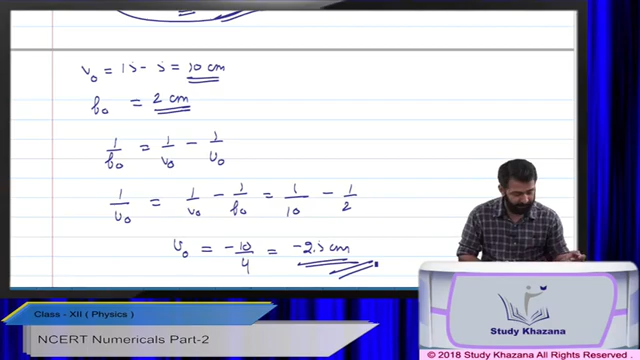 v₀ = 15 - 5 = 10 cm
f₀ = 2 cm
1/f₀ = 1/v₀ - 1/u₀
1/u₀ = 1/v₀ - 1/f₀ = 1/10 - 1/2
u₀ = -10/4 = -2.5 cm
Study Khazana
Class - XII ( Physics )
NCERT Numericals Part-2
© 2018 Study Khazana, All Rights Reserved.